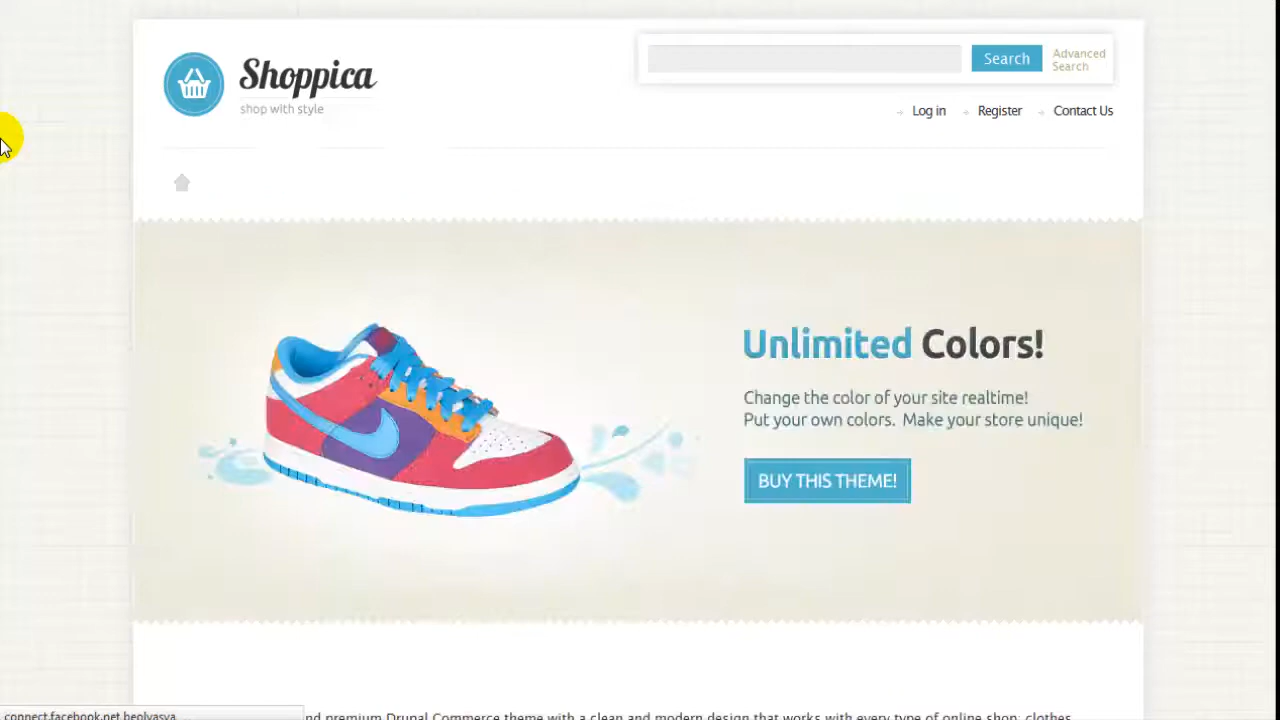 Shoppica
shop with style
Search
Advanced
Search
Log in
Register
Contact Us
Unlimited Colors!
Change the color of your site realtime!
Put your own colors. Make your store unique!
BUY THIS THEME!
connect.facebook.net beolvasva
nd premium Drupal Commerce theme with a clean and modern design that works with every type of online shop: clothes,